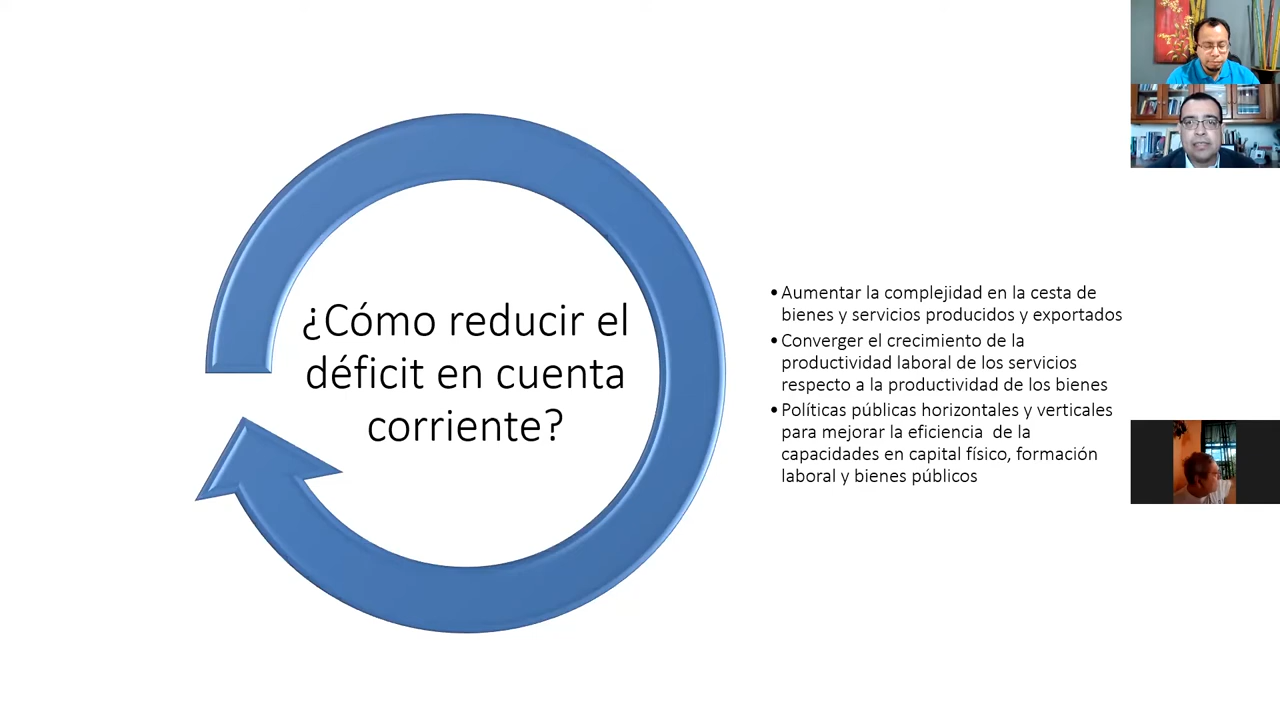 ¿Cómo reducir el
déficit en cuenta
corriente?
•Aumentar la complejidad en la cesta de
bienes y servicios producidos y exportados
•Converger el crecimiento de la
productividad laboral de los servicios
respecto a la productividad de los bienes
•Políticas públicas horizontales y verticales
para mejorar la eficiencia de la
capacidades en capital físico, formación
laboral y bienes públicos